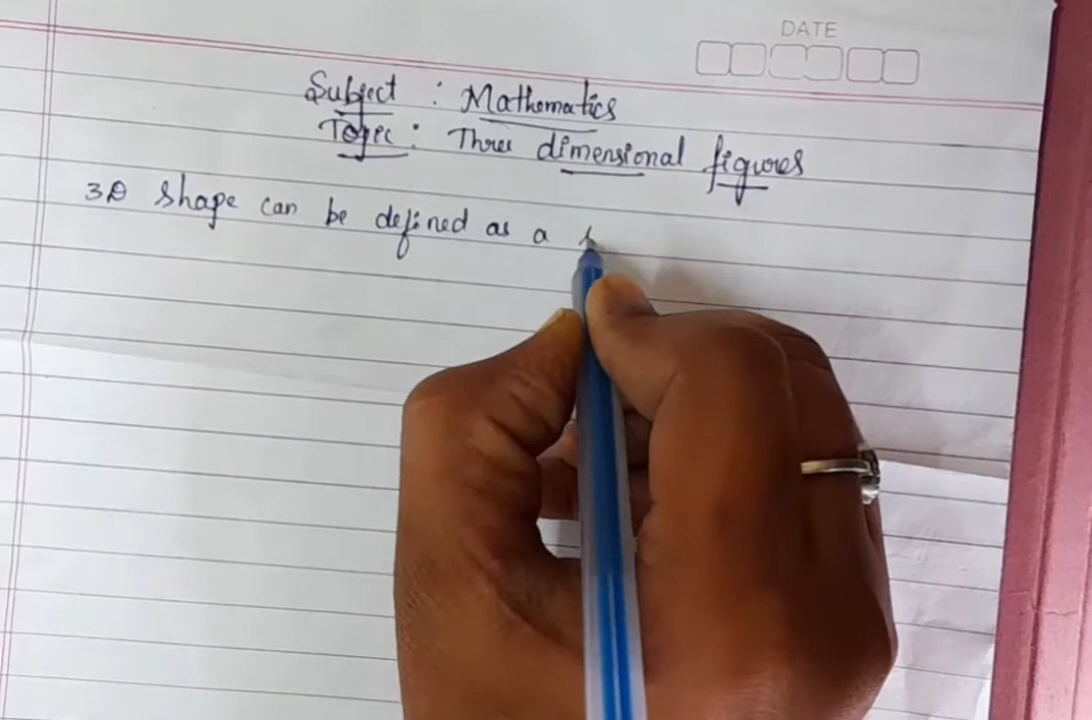 DATE
Subject : Mathematics
Topic : Three dimensional figures
3D shape can be defined as a